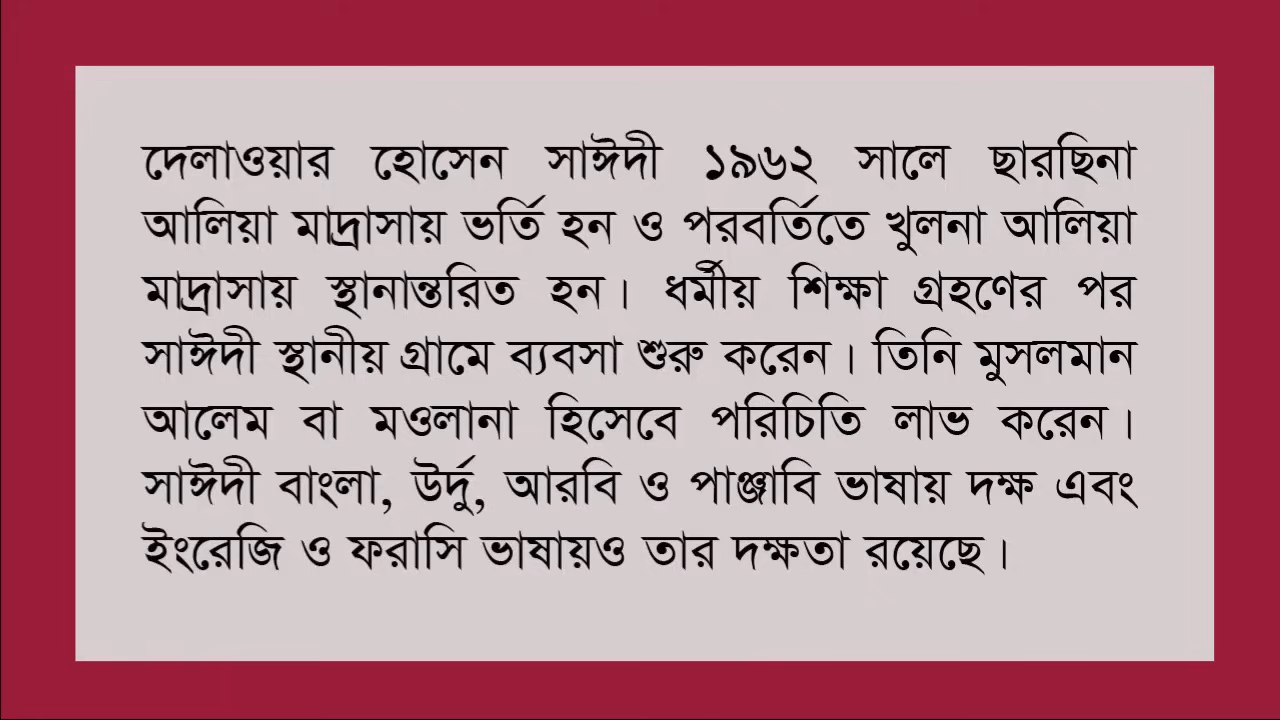 দেলাওয়ার হোসেন সাঈদী ১৯৬২ সালে ছারছিনা
আলিয়া মাদ্রাসায় ভর্তি হন ও পরবর্তিতে খুলনা আলিয়া
মাদ্রাসায় স্থানান্তরিত হন। ধর্মীয় শিক্ষা গ্রহণের পর
সাঈদী স্থানীয় গ্রামে ব্যবসা শুরু করেন। তিনি মুসলমান
আলেম বা মওলানা হিসেবে পরিচিতি লাভ করেন।
সাঈদী বাংলা, উর্দু, আরবি ও পাঞ্জাবি ভাষায় দক্ষ এবং
ইংরেজি ও ফরাসি ভাষায়ও তার দক্ষতা রয়েছে।